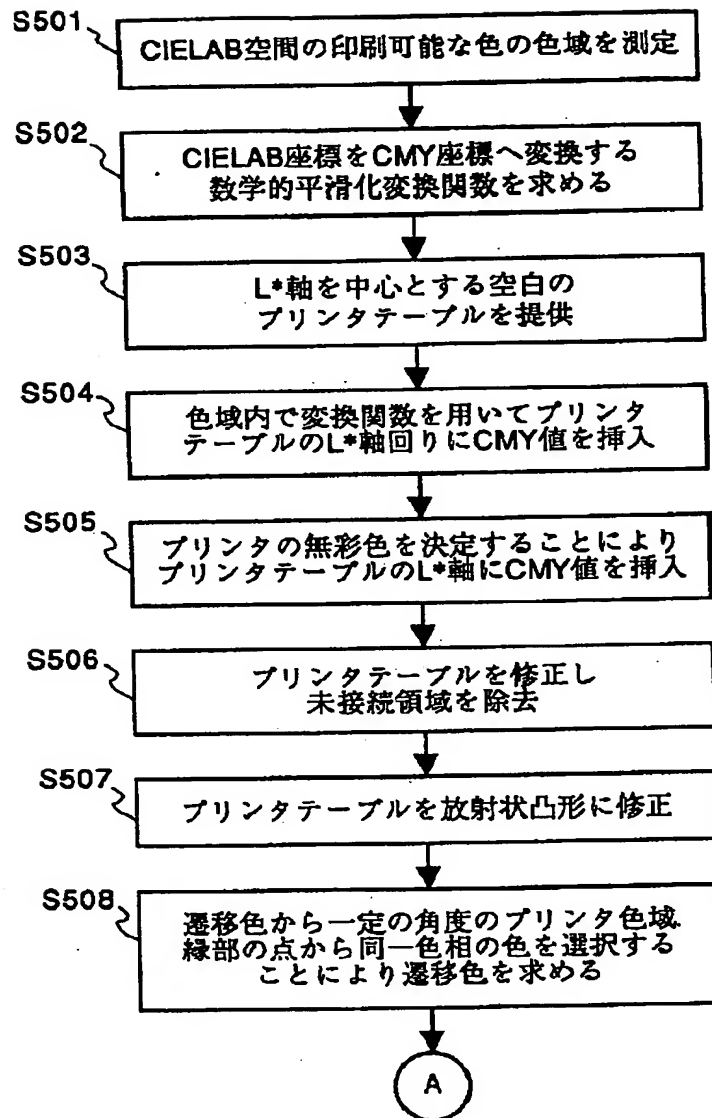 S501
CIELAB空間の印刷可能な色の色域を測定
S502
CIELAB座標をCMY座標へ変換する
数学的平滑化変換関数を求める
S503
L*軸を中心とする空白の
プリンタテーブルを提供
S504
色域内で変換関数を用いてプリンタ
テーブルのL*軸回りにCMY値を挿入
S505
プリンタの無彩色を決定することにより
プリンタテーブルのL*軸にCMY値を挿入
S506
プリンタテーブルを修正し
未接続領域を除去
S507
プリンタテーブルを放射状凸形に修正
S508
遷移色から一定の角度のプリンタ色域
縁部の点から同一色相の色を選択する
ことにより遷移色を求める
A